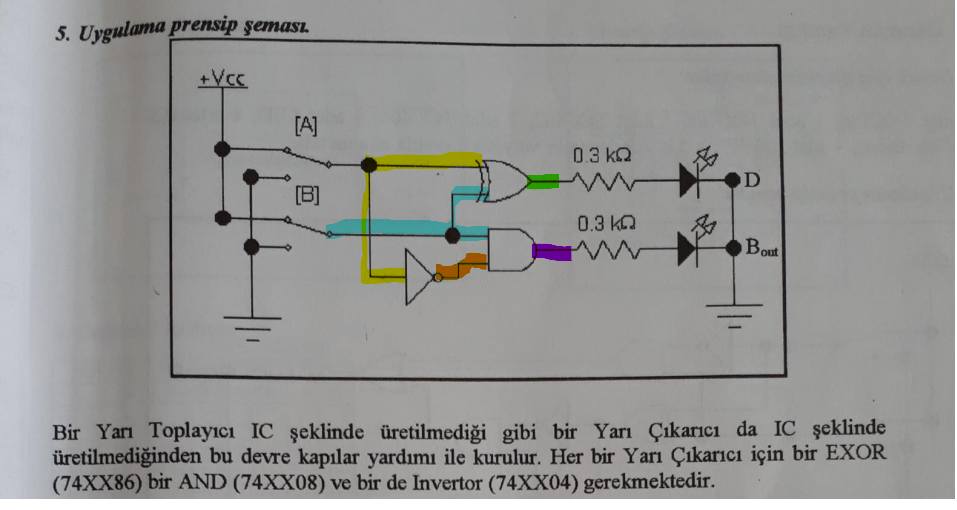 5. Uygulama prensip şeması.
+Vcc
[A]
0.3 kΩ
D
[B]
0.3 kΩ
Bout
Bir Yarı Toplayıcı IC şeklinde üretilmediği gibi bir Yarı Çıkarıcı da IC şeklinde
üretilmediğinden bu devre kapılar yardımı ile kurulur. Her bir Yarı Çıkarıcı için bir EXOR
(74XX86) bir AND (74XX08) ve bir de Invertor (74XX04) gerekmektedir.